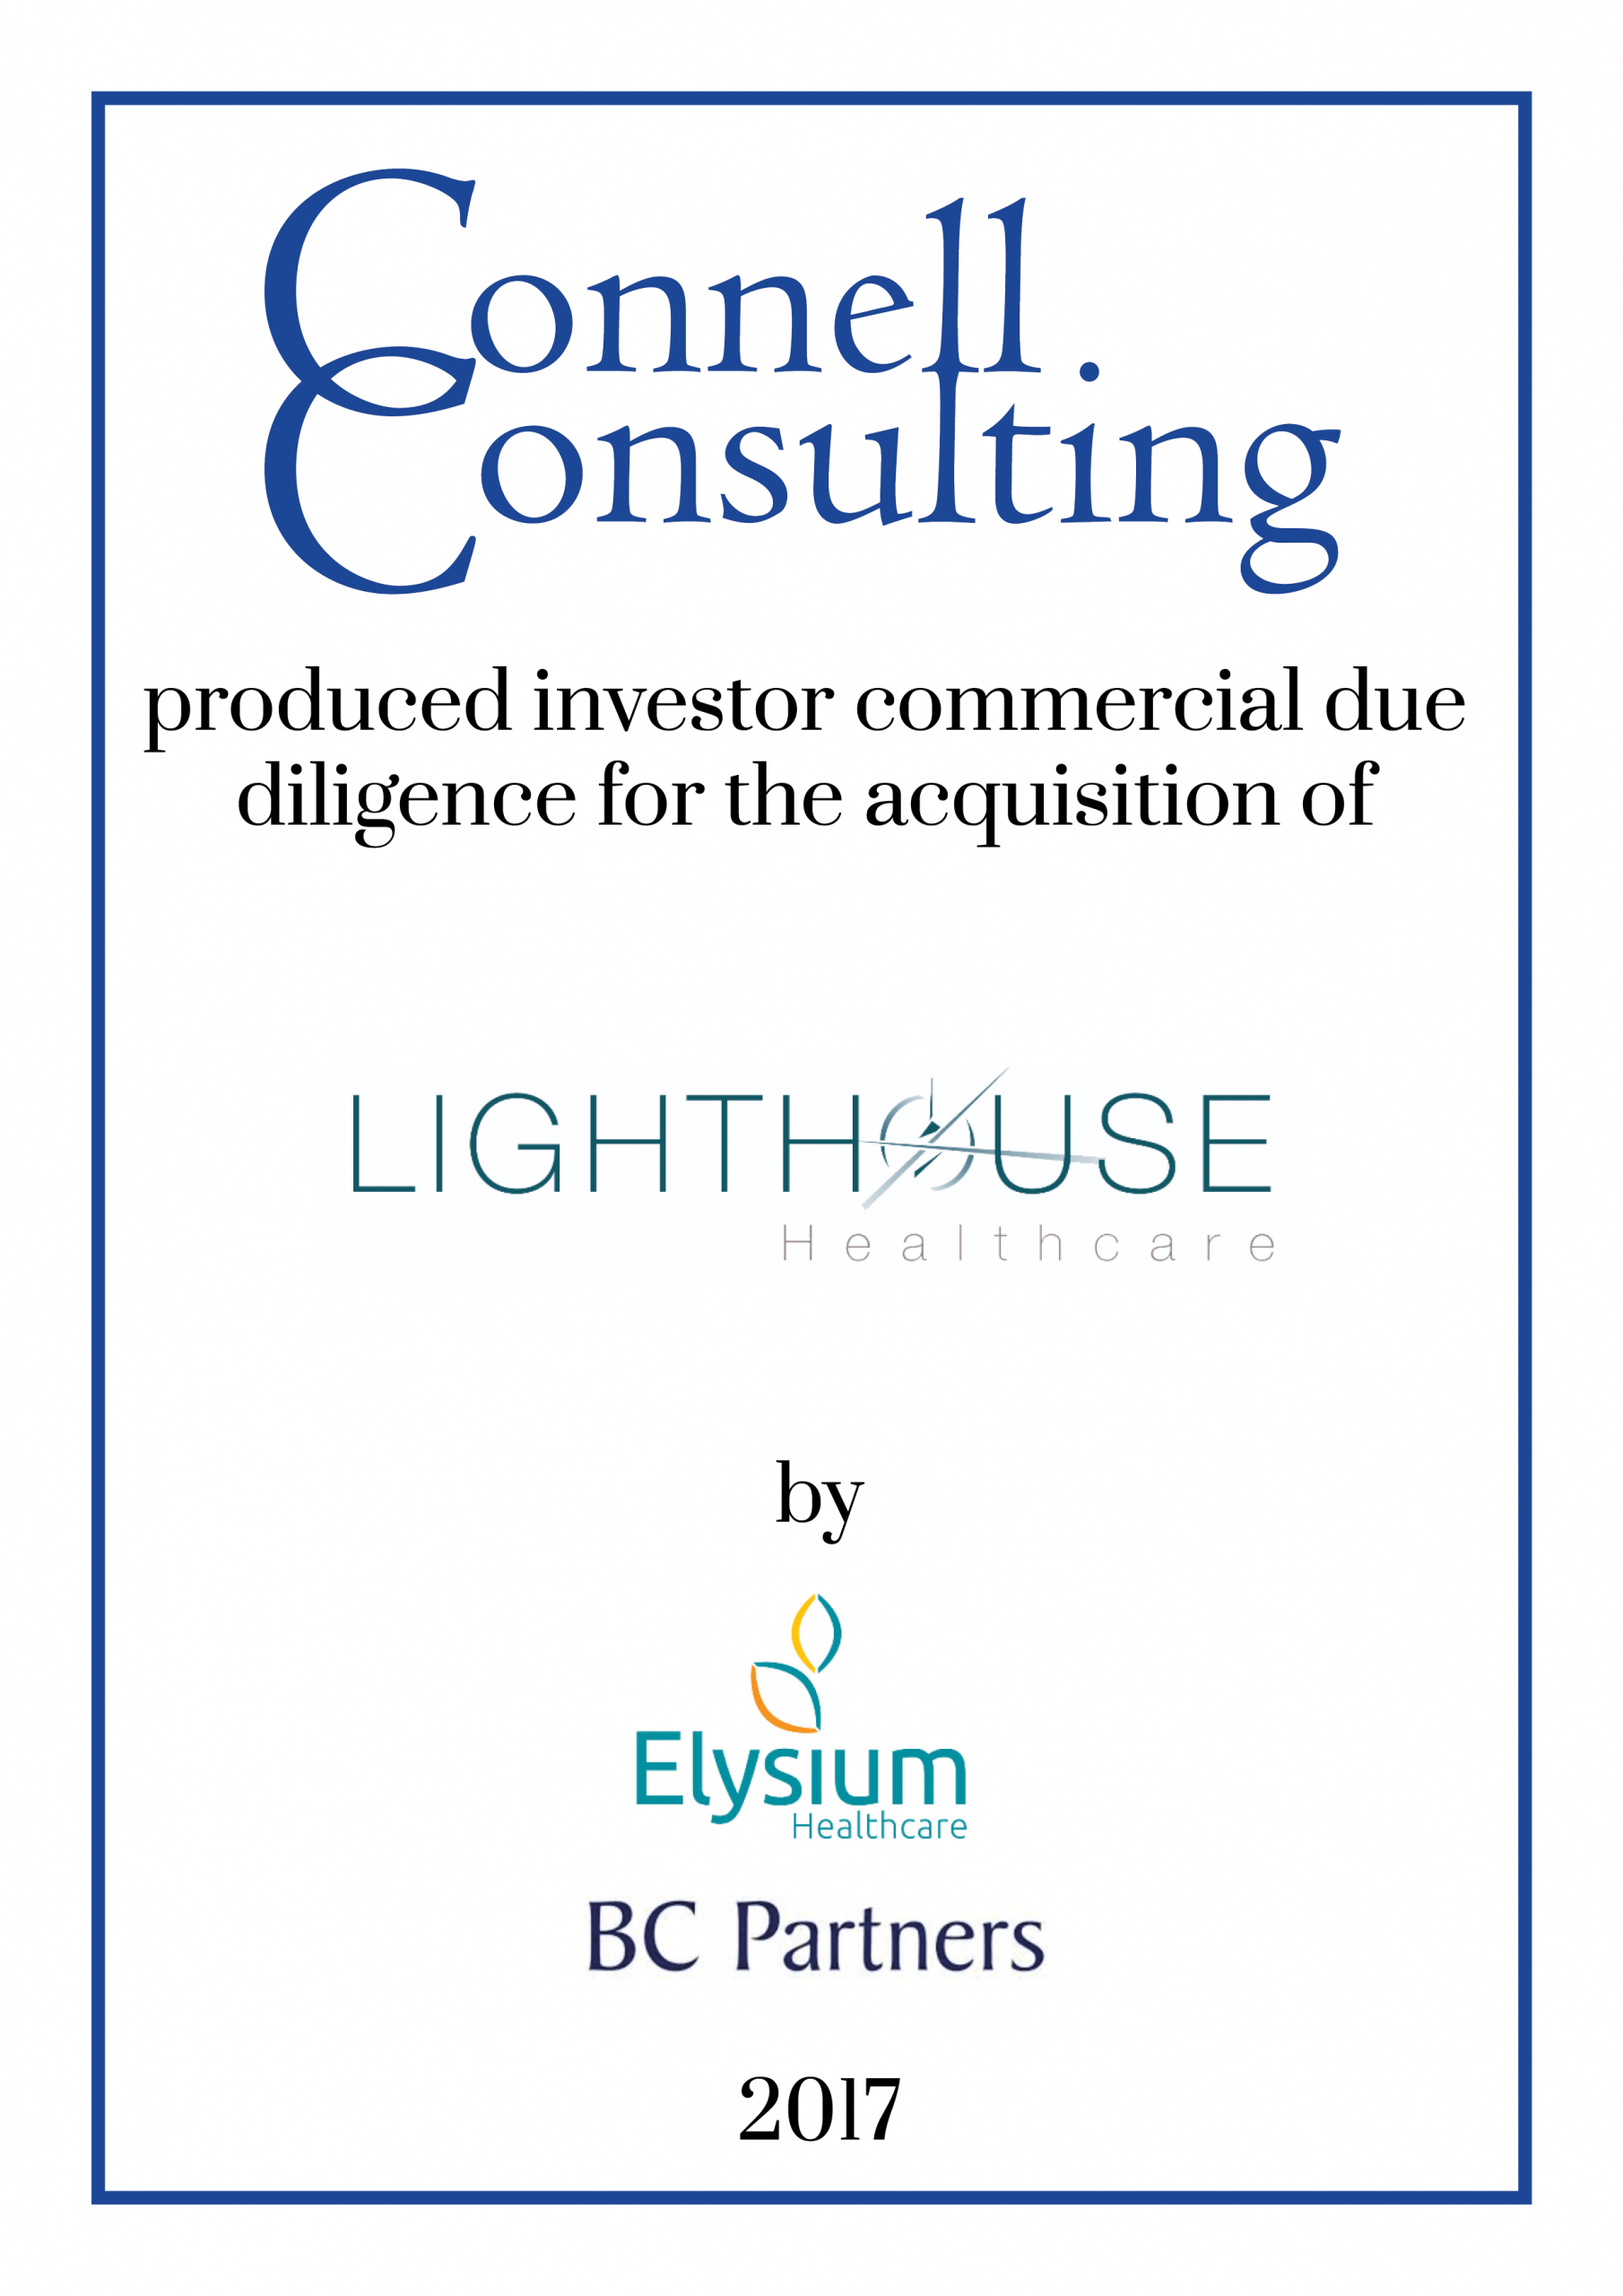 Connell
Consulting
produced investor commercial due
diligence for the acquisition of
LIGHTHOUSE
Healthcare
by
Elysium
Healthcare
BC Partners
2017